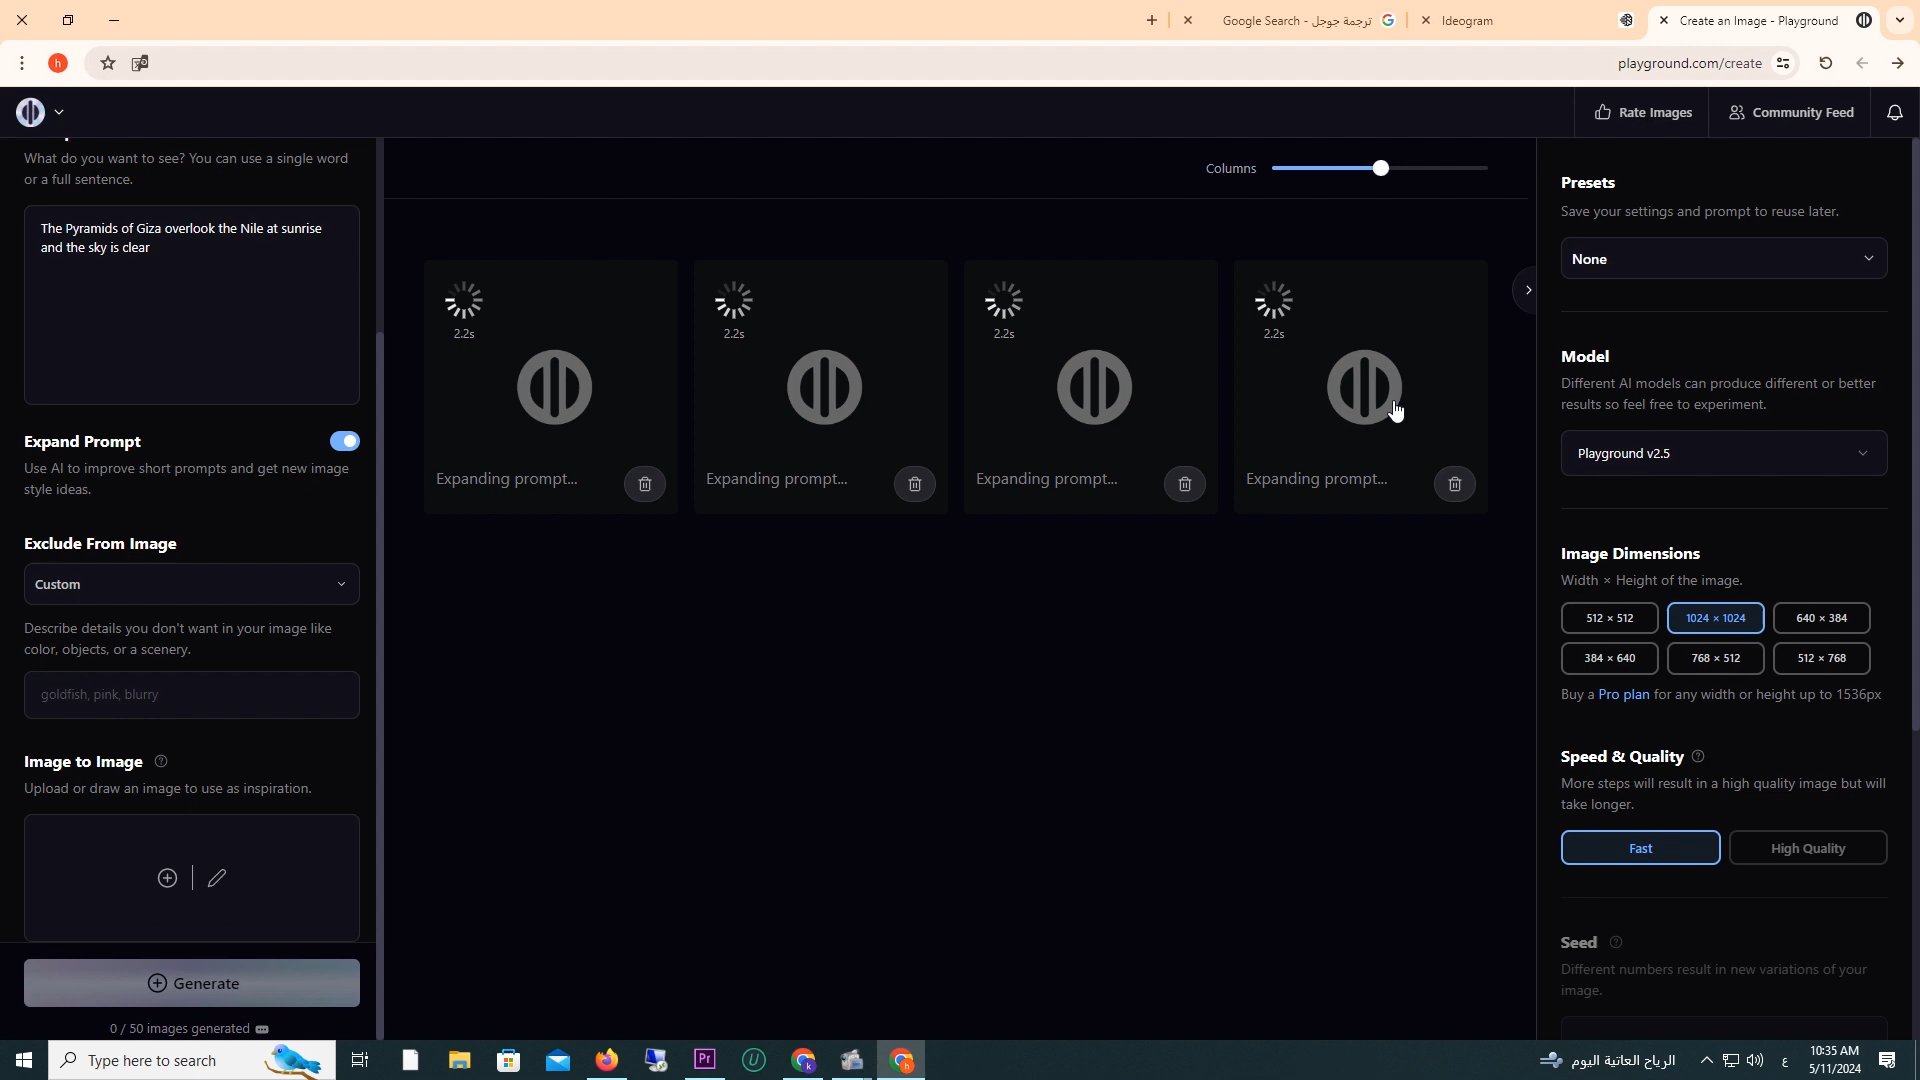 Google Search - ترجمة جوجل
Ideogram
Create an Image - Playground
h
playground.com/create
Rate Images
Community Feed
What do you want to see? You can use a single word
or a full sentence.
The Pyramids of Giza overlook the Nile at sunrise
and the sky is clear
Expand Prompt
Use AI to improve short prompts and get new image
style ideas.
Exclude From Image
Custom
Describe details you don't want in your image like
color, objects, or a scenery.
goldfish, pink, blurry
Image to Image
Upload or draw an image to use as inspiration.
Generate
0 / 50 images generated
Columns
2.2s
Expanding prompt...
2.2s
Expanding prompt...
2.2s
Expanding prompt...
2.2s
Expanding prompt...
Presets
Save your settings and prompt to reuse later.
None
Model
Different AI models can produce different or better
results so feel free to experiment.
Playground v2.5
Image Dimensions
Width × Height of the image.
512 × 512
1024 × 1024
640 × 384
384 × 640
768 × 512
512 × 768
Buy a Pro plan for any width or height up to 1536px
Speed & Quality
More steps will result in a high quality image but will
take longer.
Fast
High Quality
Seed
Different numbers result in new variations of your
image.
Type here to search
Pr
U
k
h
الرياح العاتية اليوم
ع
10:35 AM
5/11/2024